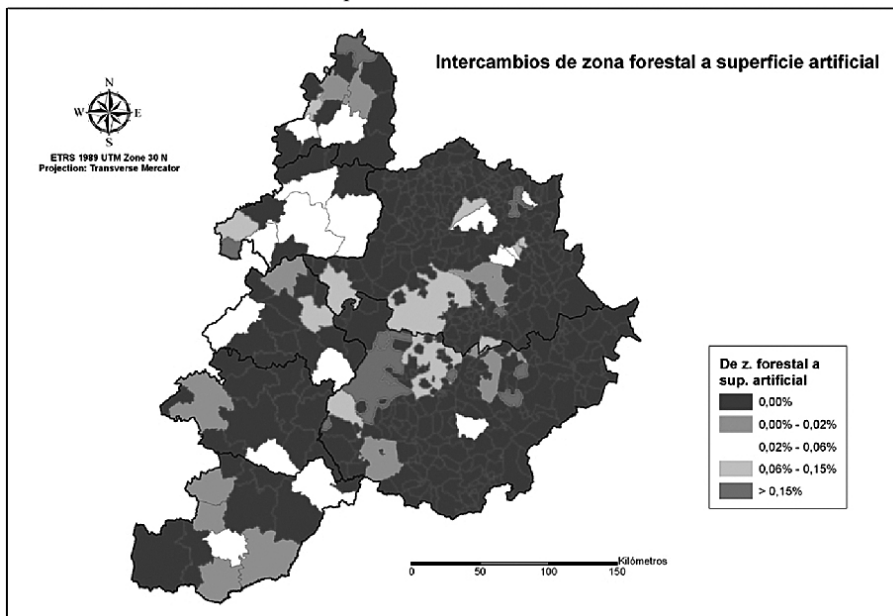 Intercambios de zona forestal a superficie artificial
N
W E
S
ETRS 1989 UTM Zone 30 N
Projection: Transverse Mercator
De z. forestal a
sup. artificial
0,00%
0,00% - 0,02%
0,02% - 0,06%
0,06% - 0,15%
> 0,15%
Kilómetros
0 50 100 150